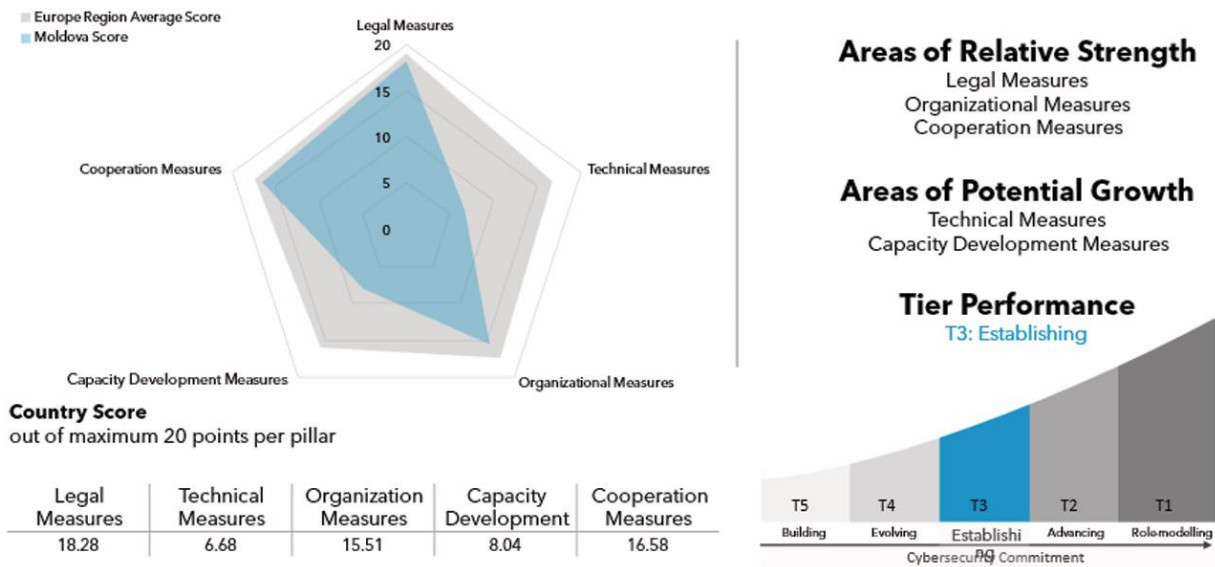 Europe Region Average Score
Moldova Score
Legal Measures
20
15
10
5
0
Cooperation Measures
Technical Measures
Capacity Development Measures
Organizational Measures
Areas of Relative Strength
Legal Measures
Organizational Measures
Cooperation Measures
Areas of Potential Growth
Technical Measures
Capacity Development Measures
Tier Performance
T3: Establishing
Country Score
out of maximum 20 points per pillar
Legal Measures
Technical Measures
Organization Measures
Capacity Development
Cooperation Measures
18.28
6.68
15.51
8.04
16.58
T5
T4
T3
T2
T1
Building
Evolving
Establishi
ng
Advancing
Role-modelling
Cybersecurity Commitment